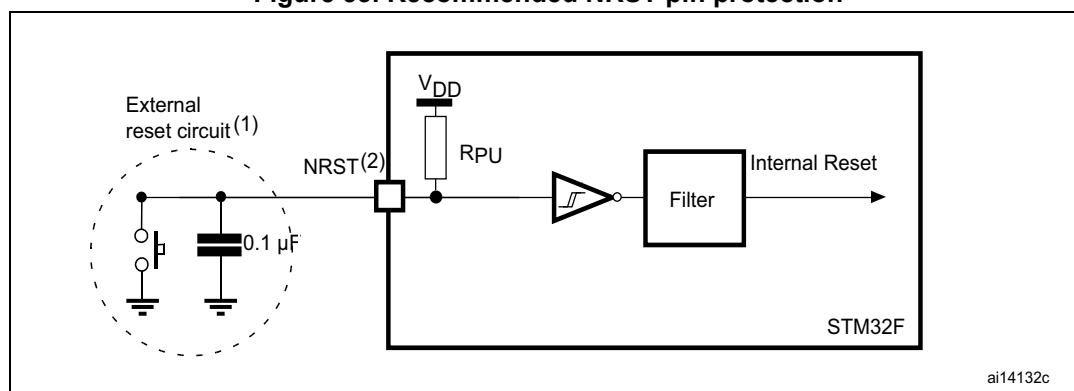 Figure 33. Recommended NRST pin protection
External
reset circuit(1)
NRST(2)
VDD
RPU
Filter
Internal Reset
0.1 µF
STM32F
ai14132c